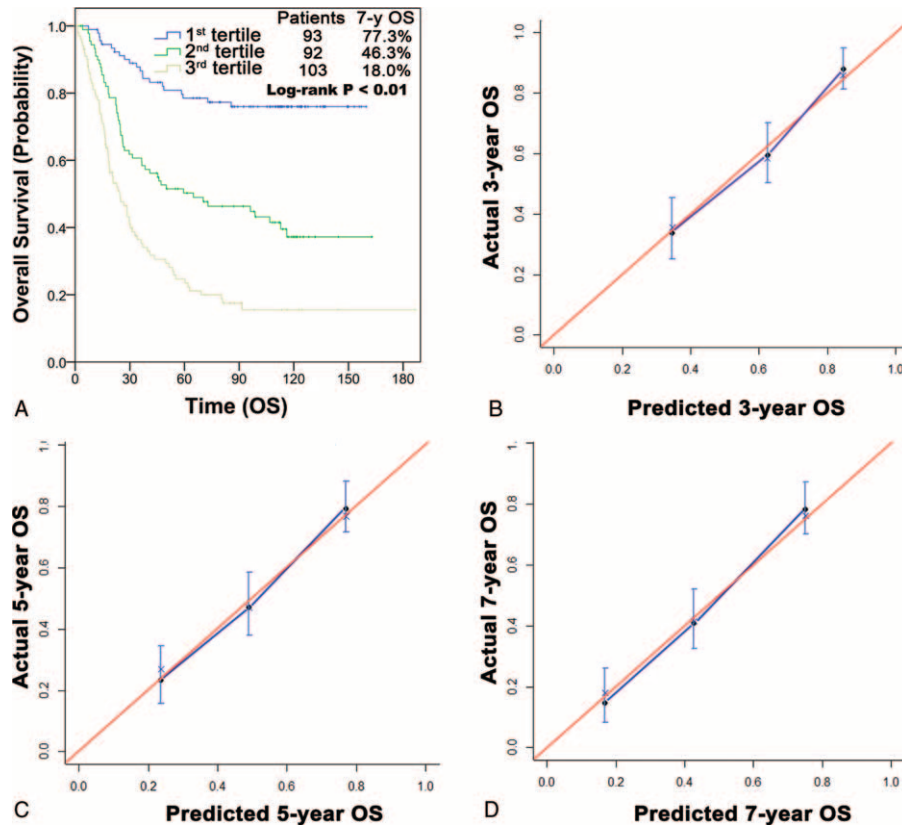 Patients 7-y OS
1st tertile 93 77.3%
2nd tertile 92 46.3%
3rd tertile 103 18.0%
Log-rank P < 0.01
Overall Survival (Probability)
1.0
0.8
0.6
0.4
0.2
0.0
0 30 60 90 120 150 180
Time (OS)
A
Actual 3-year OS
1.0
0.8
0.6
0.4
0.2
0.0
0.0 0.2 0.4 0.6 0.8 1.0
Predicted 3-year OS
B
Actual 5-year OS
0.8
0.6
0.4
0.2
0.0
0.0 0.2 0.4 0.6 0.8 1.0
Predicted 5-year OS
C
Actual 7-year OS
0.8
0.6
0.4
0.2
0.0
0.0 0.2 0.4 0.6 0.8 1.0
Predicted 7-year OS
D